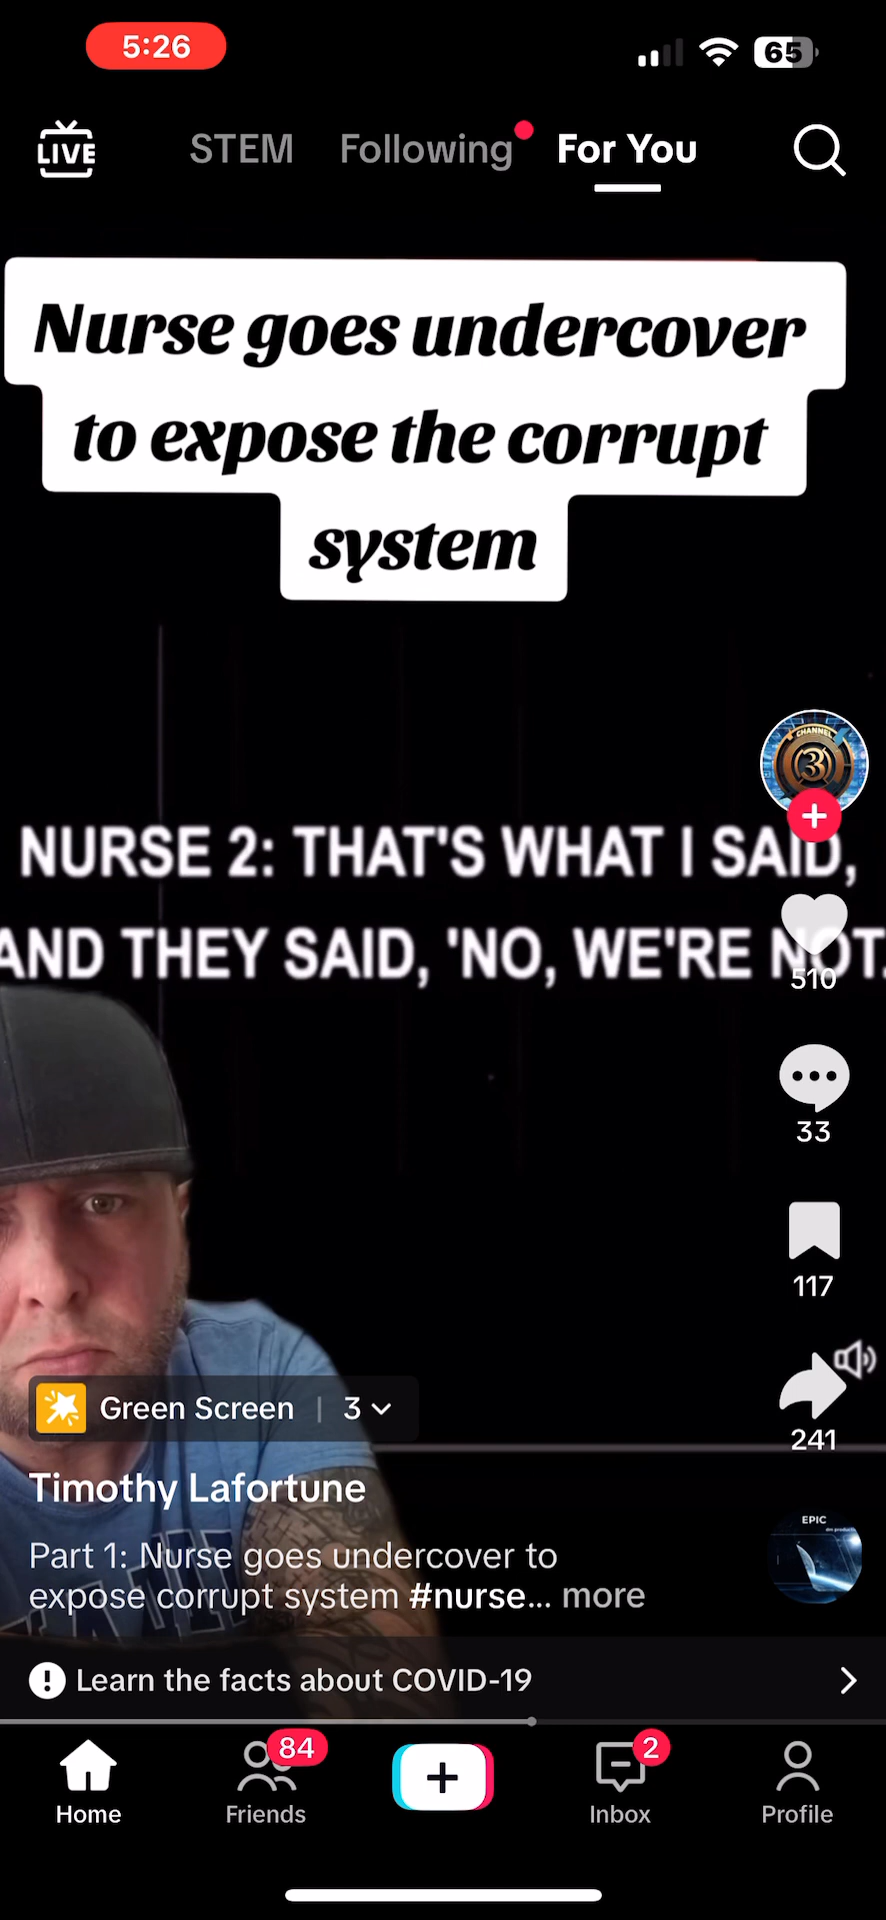 5:26
65
LIVE
STEM
Following
For You
Nurse goes undercover
to expose the corrupt
system
CHANNEL
3
NURSE 2: THAT'S WHAT I SAID,
AND THEY SAID, 'NO, WE'RE NOT.
510
33
117
241
Green Screen | 3
Timothy Lafortune
EPIC
Part 1: Nurse goes undercover to
expose corrupt system #nurse... more
Learn the facts about COVID-19
84
2
Home
Friends
Inbox
Profile